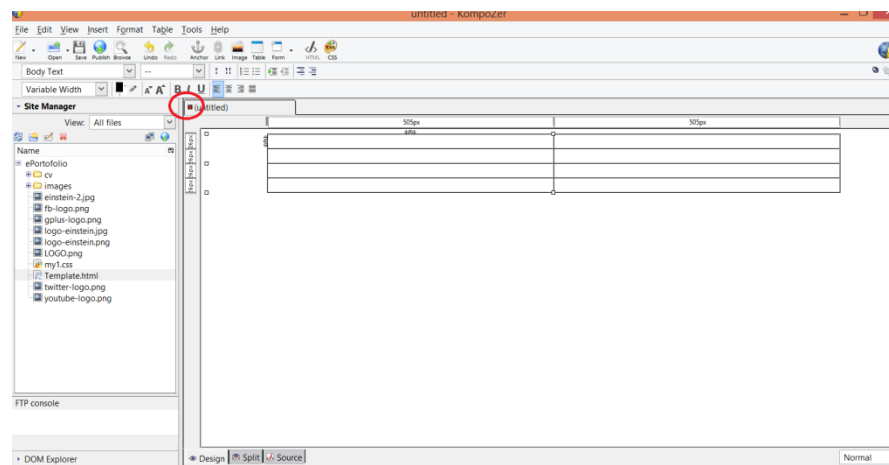 untitled - KompoZer
File Edit View Insert Format Table Tools Help
New Open Save Publish Browse Undo Redo Anchor Link Image Table Form HTML CSS
Body Text --
Variable Width A A B I U
Site Manager (untitled)
View: All files
505px 505px
Name
ePortofolio
cv
images
einstein-2.jpg
fb-logo.png
gplus-logo.png
logo-einstein.jpg
logo-einstein.png
LOGO.png
my1.css
Template.html
twitter-logo.png
youtube-logo.png
FTP console
DOM Explorer Design Split Source Normal